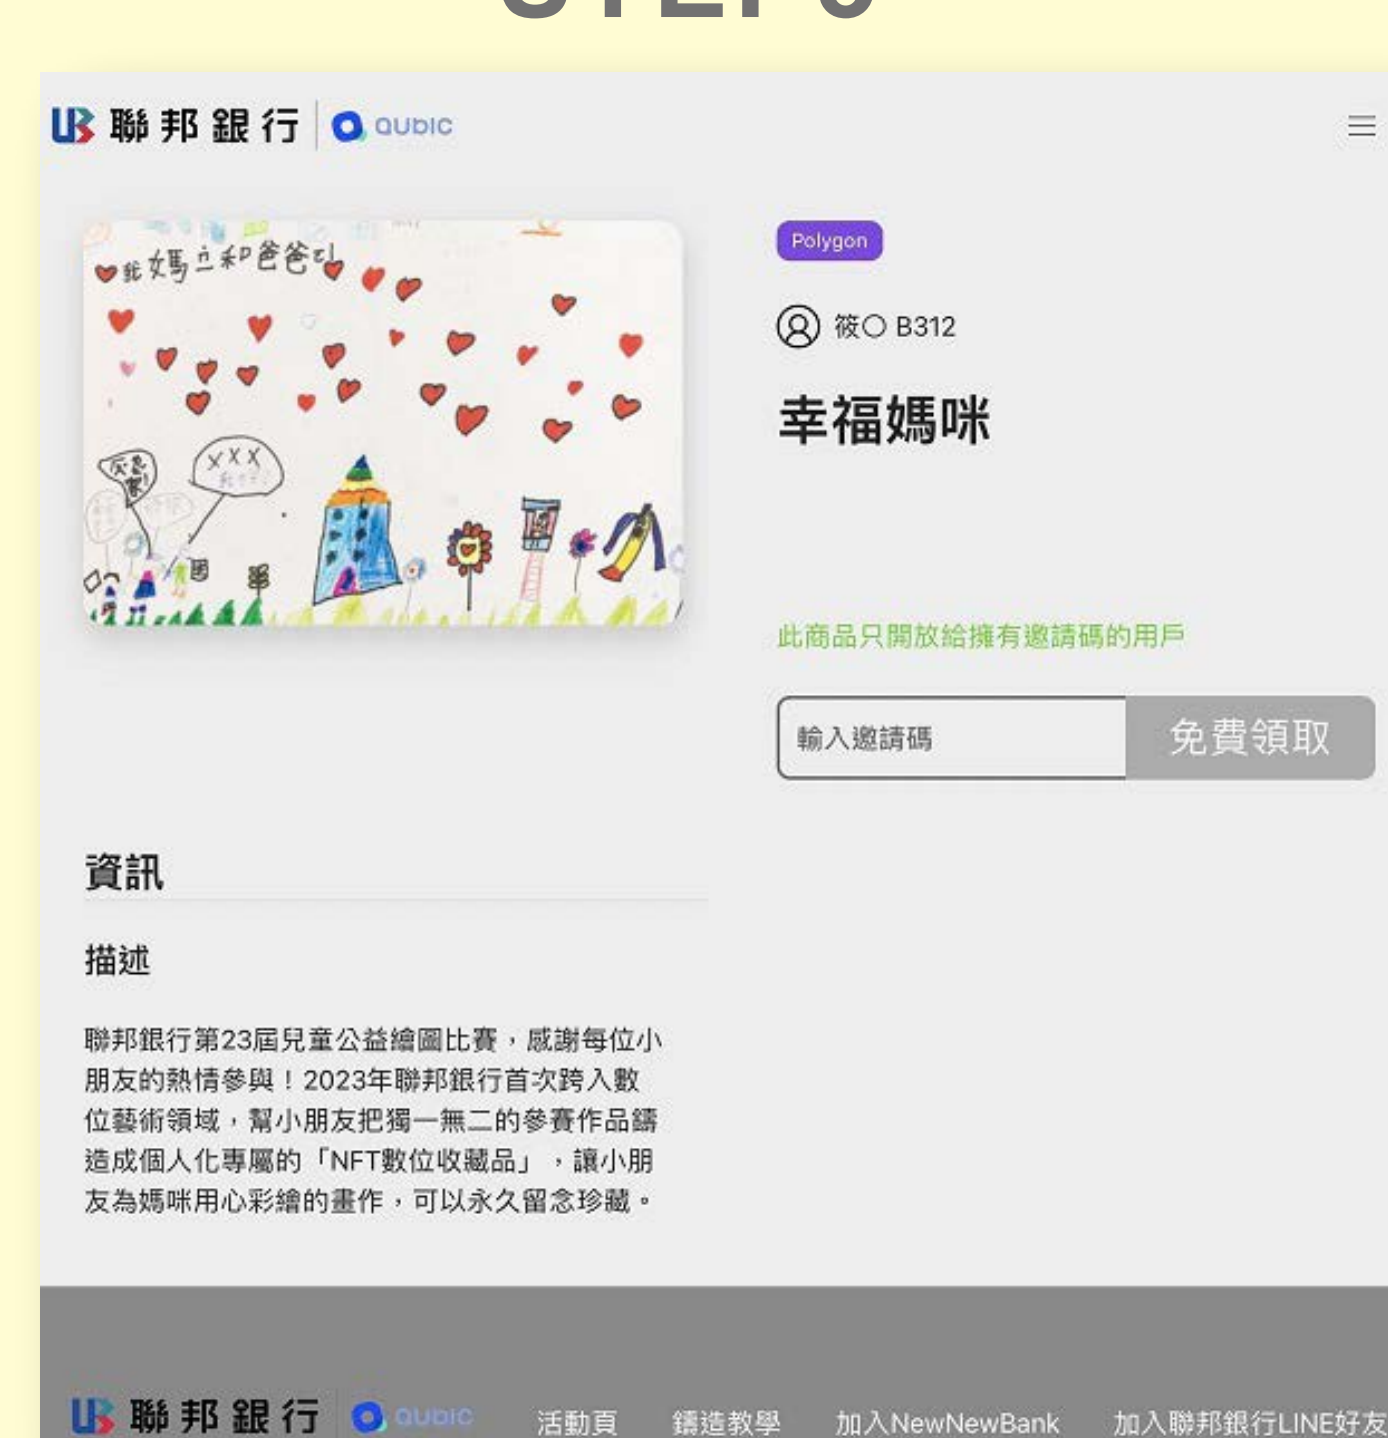 聯邦銀行 QUBIC
媽 和爸爸
XXX
Polygon
筱〇 B312
幸福媽咪
此商品只開放給擁有邀請碼的用戶
輸入邀請碼
免費領取
資訊
描述
聯邦銀行第23屆兒童公益繪圖比賽，感謝每位小
朋友的熱情參與！2023年聯邦銀行首次跨入數
位藝術領域，幫小朋友把獨一無二的參賽作品鑄
造成個人化專屬的「NFT數位收藏品」，讓小朋
友為媽咪用心彩繪的畫作，可以永久留念珍藏。
聯邦銀行 QUBIC 活動頁 鑄造教學 加入NewNewBank 加入聯邦銀行LINE好友